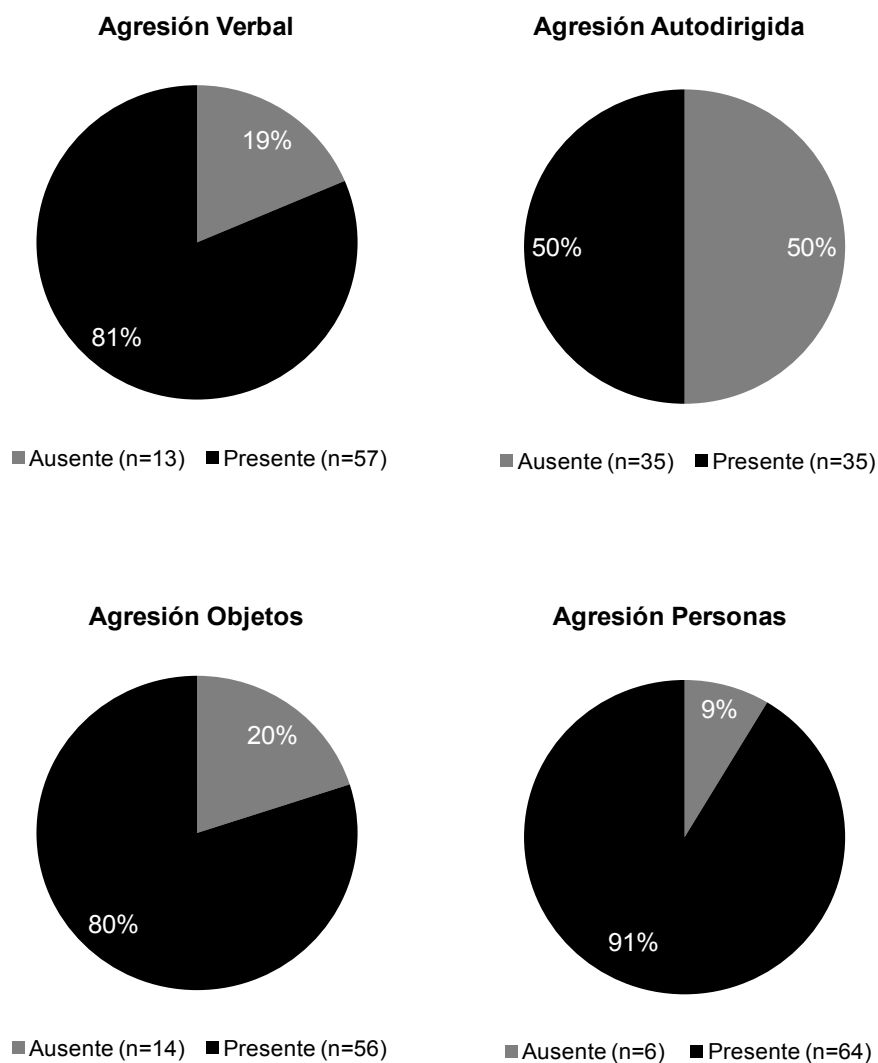 Agresión Verbal
19%
81%
Ausente (n=13) Presente (n=57)
Agresión Autodirigida
50%
50%
Ausente (n=35) Presente (n=35)
Agresión Objetos
20%
80%
Ausente (n=14) Presente (n=56)
Agresión Personas
9%
91%
Ausente (n=6) Presente (n=64)